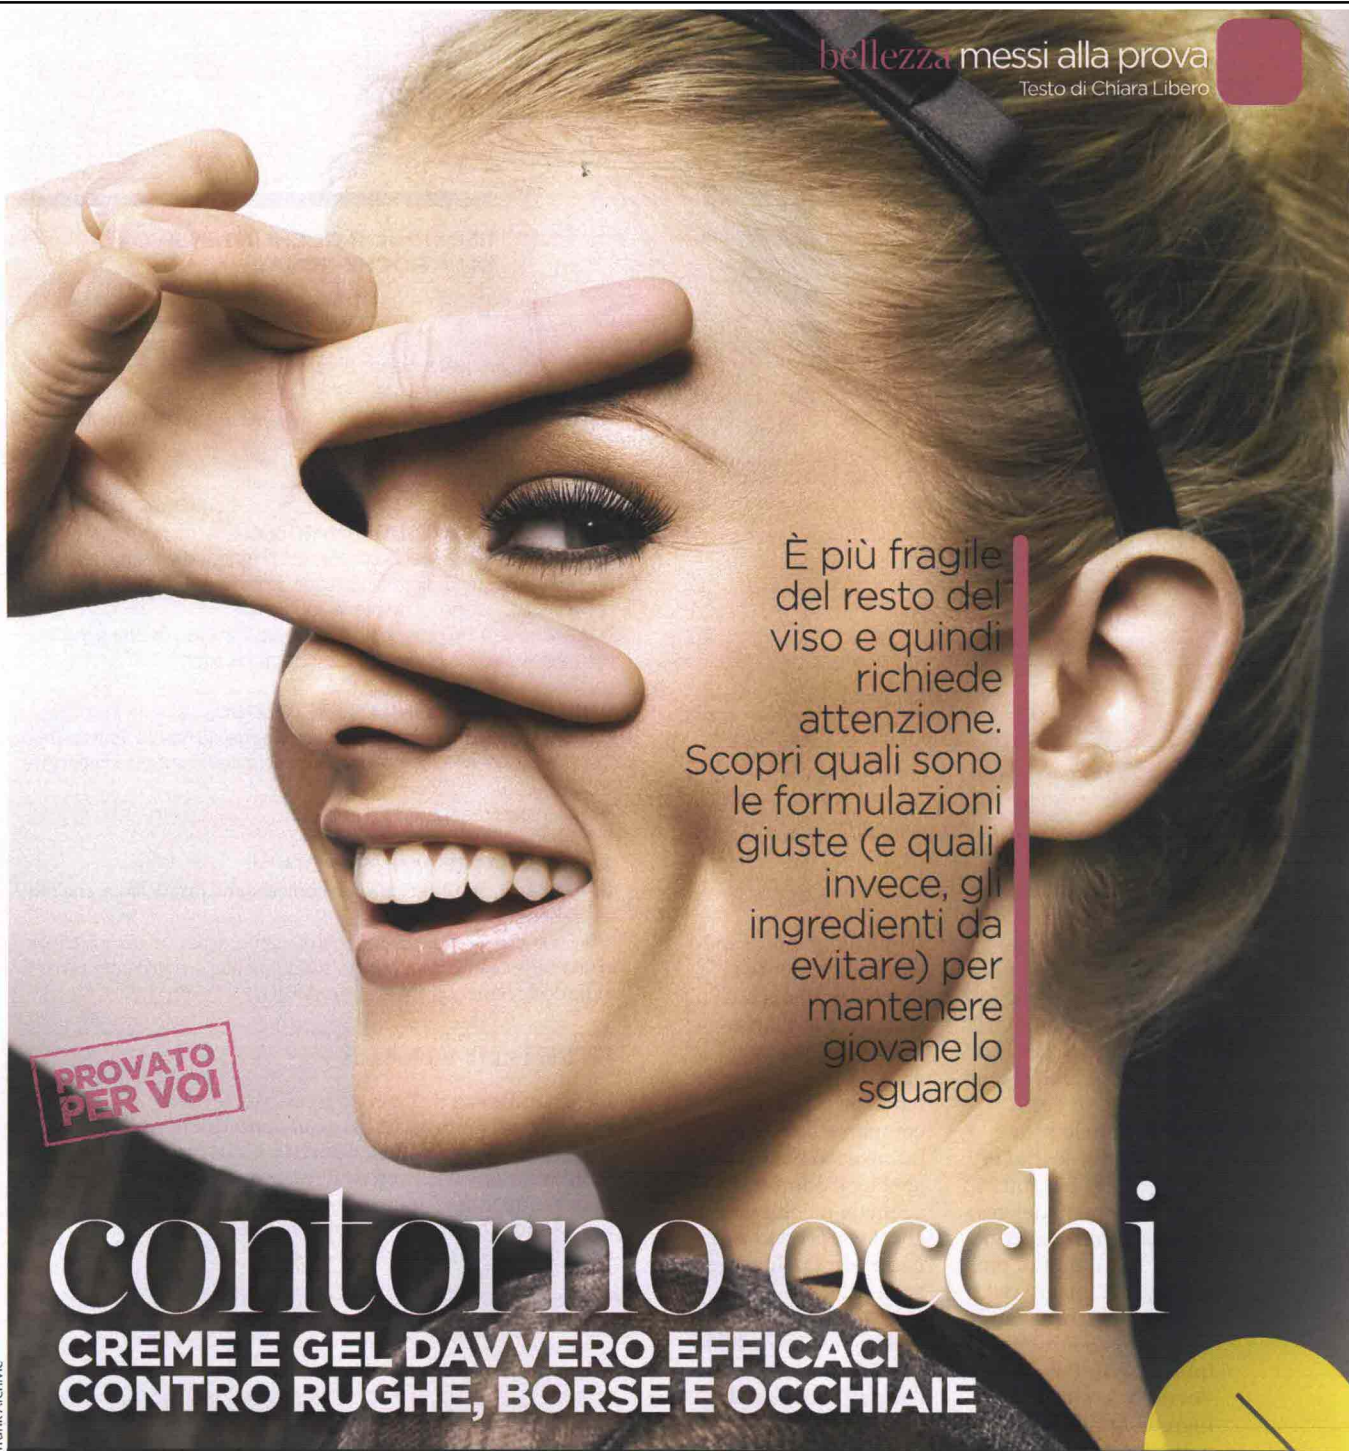 bellezza messi alla prova
Testo di Chiara Libero
È più fragile
del resto del
viso e quindi
richiede
attenzione.
Scopri quali sono
le formulazioni
giuste (e quali,
invece, gli
ingredienti da
evitare) per
mantenere
giovane lo
sguardo
PROVATO
PER VOI
contorno occhi
CREME E GEL DAVVERO EFFICACI
CONTRO RUGHE, BORSE E OCCHIAIE